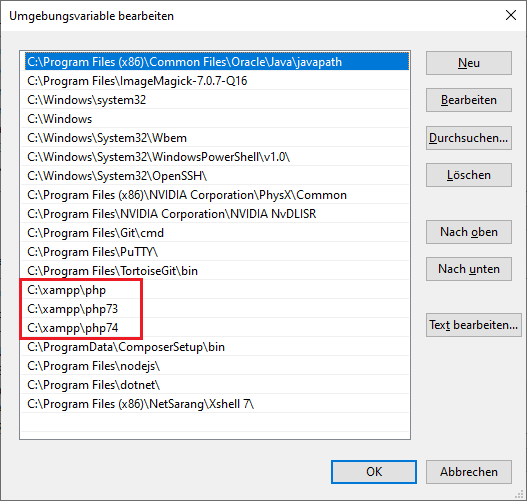 Umgebungsvariable bearbeiten
C:\Program Files (x86)\Common Files\Oracle\Java\javapath
C:\Program Files\ImageMagick-7.0.7-Q16
C:\Windows\system32
C:\Windows
C:\Windows\System32\Wbem
C:\Windows\System32\WindowsPowerShell\v1.0\
C:\Windows\System32\OpenSSH\
C:\Program Files (x86)\NVIDIA Corporation\PhysX\Common
C:\Program Files\NVIDIA Corporation\NVIDIA NvDLISR
C:\Program Files\Git\cmd
C:\Program Files\PuTTY\
C:\Program Files\TortoiseGit\bin
C:\xampp\php
C:\xampp\php73
C:\xampp\php74
C:\ProgramData\ComposerSetup\bin
C:\Program Files\nodejs\
C:\Program Files\dotnet\
C:\Program Files (x86)\NetSarang\Xshell 7\
Neu
Bearbeiten
Durchsuchen...
Löschen
Nach oben
Nach unten
Text bearbeiten...
OK
Abbrechen